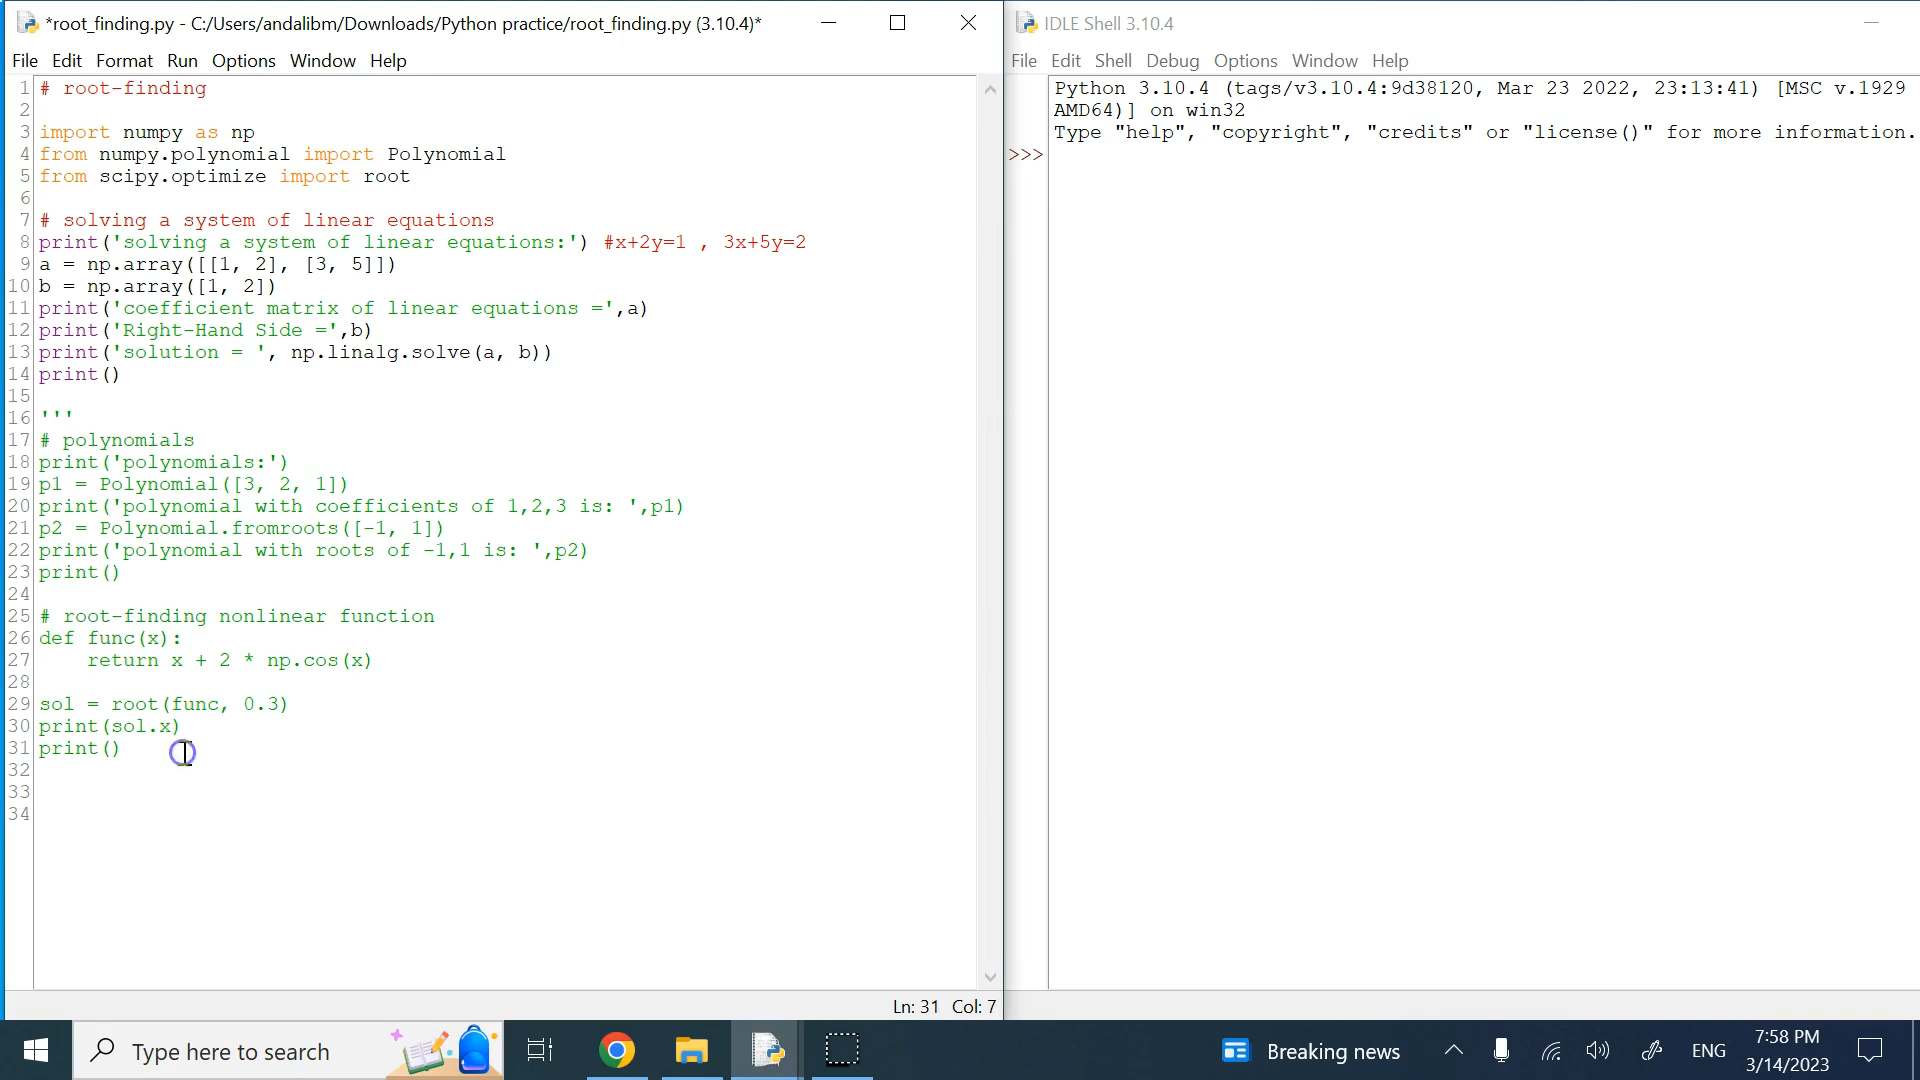 *root_finding.py - C:/Users/andalibm/Downloads/Python practice/root_finding.py (3.10.4)*
File Edit Format Run Options Window Help
1 # root-finding
2
3 import numpy as np
4 from numpy.polynomial import Polynomial
5 from scipy.optimize import root
6
7 # solving a system of linear equations
8 print('solving a system of linear equations:') #x+2y=1 , 3x+5y=2
9 a = np.array([[1, 2], [3, 5]])
10 b = np.array([1, 2])
11 print('coefficient matrix of linear equations =',a)
12 print('Right-Hand Side =',b)
13 print('solution = ', np.linalg.solve(a, b))
14 print()
15
16 '''
17 # polynomials
18 print('polynomials:')
19 p1 = Polynomial([3, 2, 1])
20 print('polynomial with coefficients of 1,2,3 is: ',p1)
21 p2 = Polynomial.fromroots([-1, 1])
22 print('polynomial with roots of -1,1 is: ',p2)
23 print()
24
25 # root-finding nonlinear function
26 def func(x):
27     return x + 2 * np.cos(x)
28
29 sol = root(func, 0.3)
30 print(sol.x)
31 print()
32
33
34
Ln: 31 Col: 7
IDLE Shell 3.10.4
File Edit Shell Debug Options Window Help
Python 3.10.4 (tags/v3.10.4:9d38120, Mar 23 2022, 23:13:41) [MSC v.1929
AMD64)] on win32
Type "help", "copyright", "credits" or "license()" for more information.
>>>
Type here to search
Breaking news
ENG
7:58 PM
3/14/2023